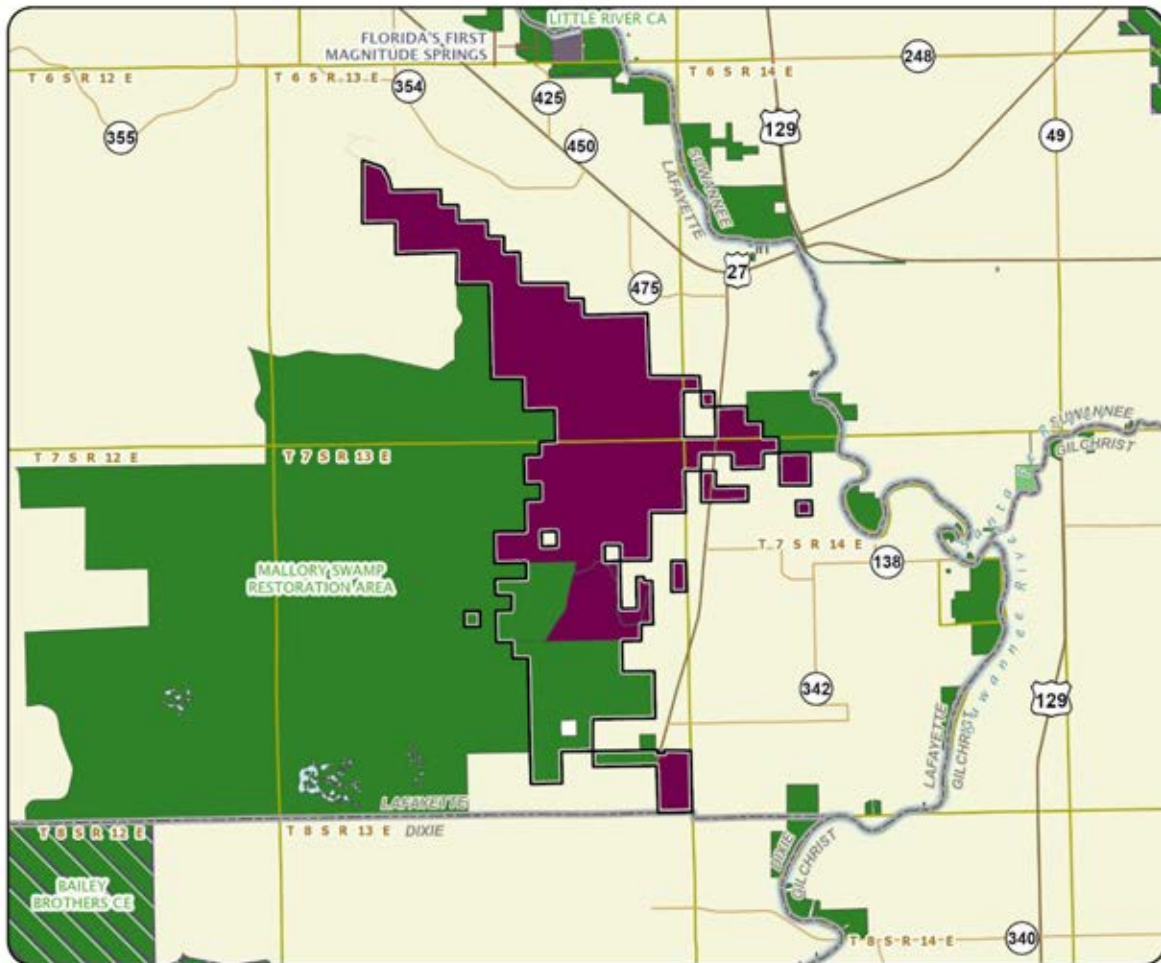 LITTLE RIVER CA
FLORIDA'S FIRST
MAGNITUDE SPRINGS
T 6 S R 12 E
T 6 S R 13 E
T 6 S R 14 E
248
354
425
355
450
129
49
SUWANNEE
LAFAYETTE
27
475
SUWANNEE
GILCHRIST
T 7 S R 12 E
T 7 S R 13 E
T 7 S R 14 E
138
MALLORY SWAMP
RESTORATION AREA
342
129
Suwannee River
LAFAYETTE
GILCHRIST
LAFAYETTE
DIXIE
T 8 S R 12 E
T 8 S R 13 E
DIXIE
GILCHRIST
BAILEY
BROTHERS CE
T 8 S R 14 E
340